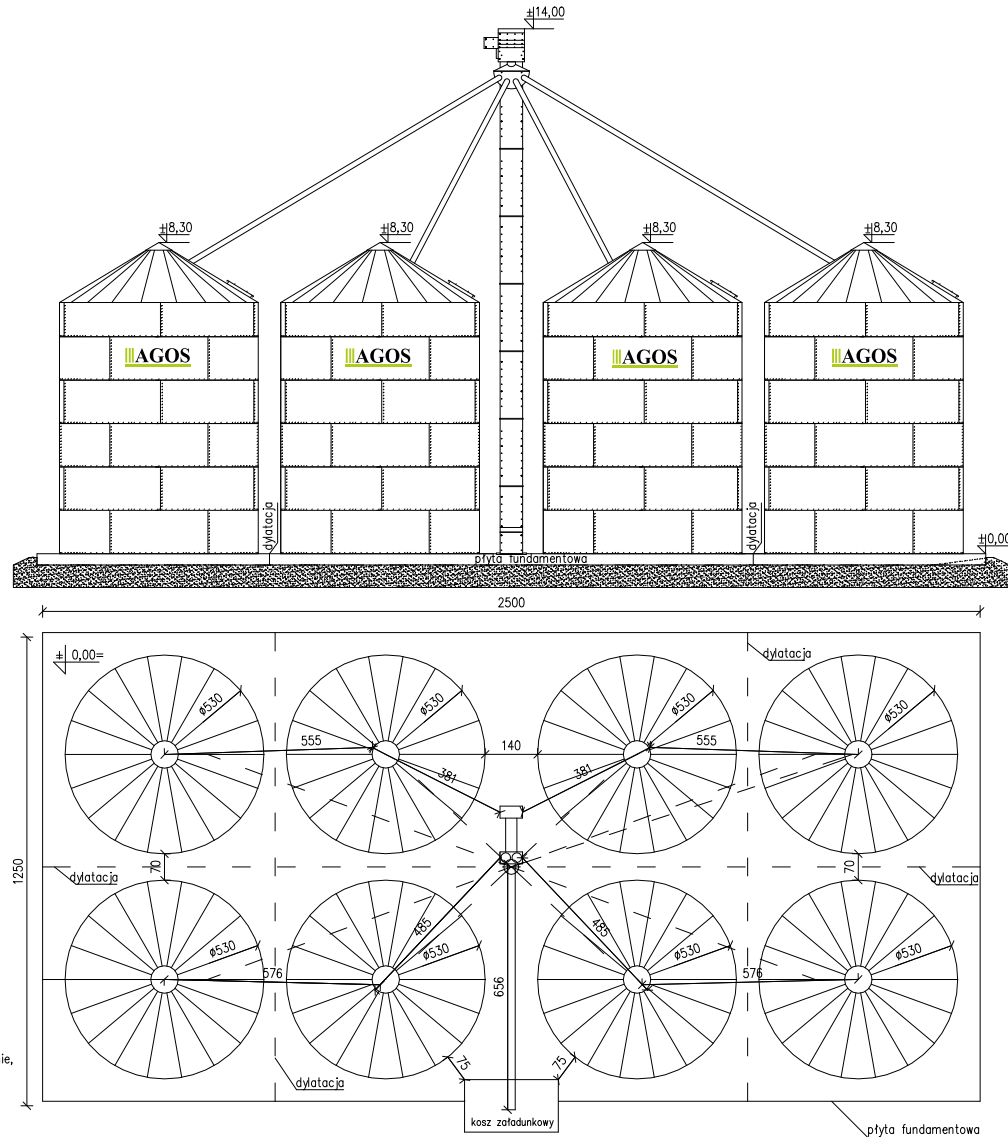 ±14,00
±8,30
±8,30
±8,30
±8,30
AGOS
AGOS
AGOS
AGOS
dylatacja
dylatacja
±0,00
płyta fundamentowa
2500
± 0,00=
dylatacja
ø530
ø530
ø530
ø530
555
140
555
381
381
1250
70
70
dylatacja
dylatacja
485
485
ø530
ø530
ø530
ø530
576
656
576
75
75
ie,
dylatacja
kosz załadunkowy
płyta fundamentowa